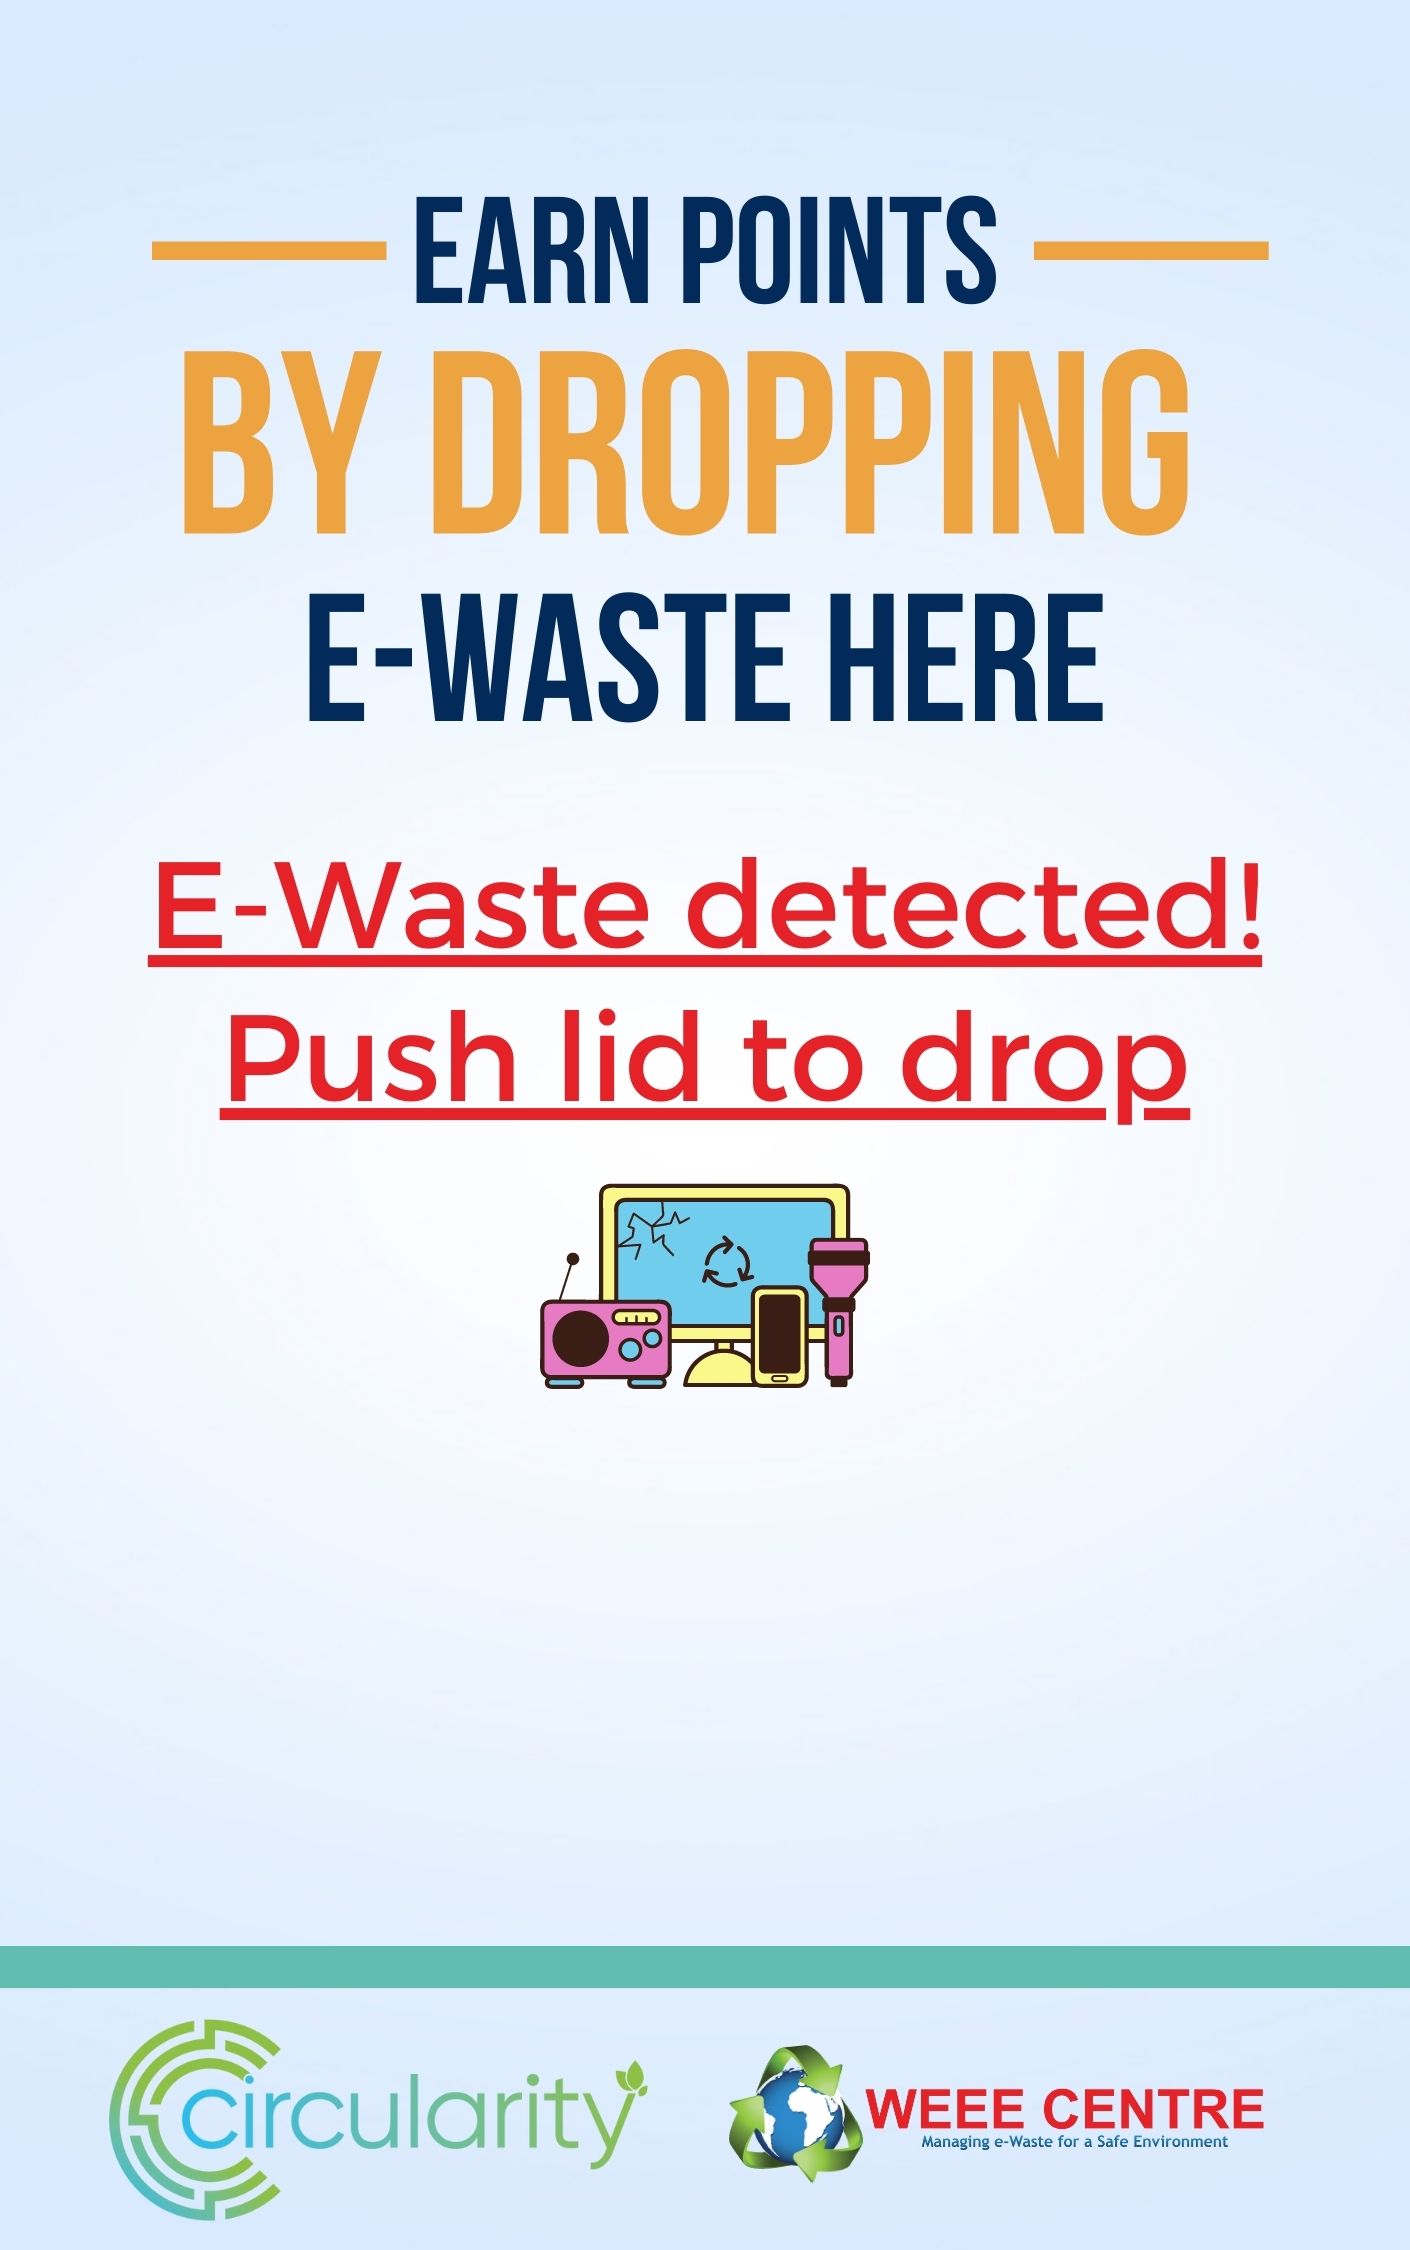 EARN POINTS
BY DROPPING
E-WASTE HERE
E-Waste detected!
Push lid to drop
circularity
WEEE CENTRE
Managing e-Waste for a Safe Environment